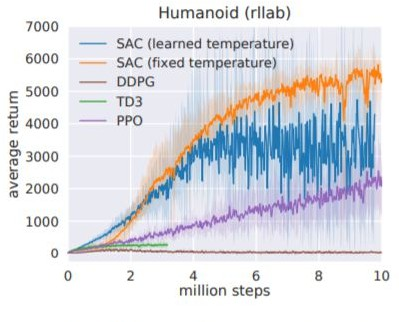 Humanoid (rllab)
7000
6000
5000
4000
3000
2000
1000
0
average return
SAC (learned temperature)
SAC (fixed temperature)
DDPG
TD3
PPO
0 2 4 6 8 10
million steps